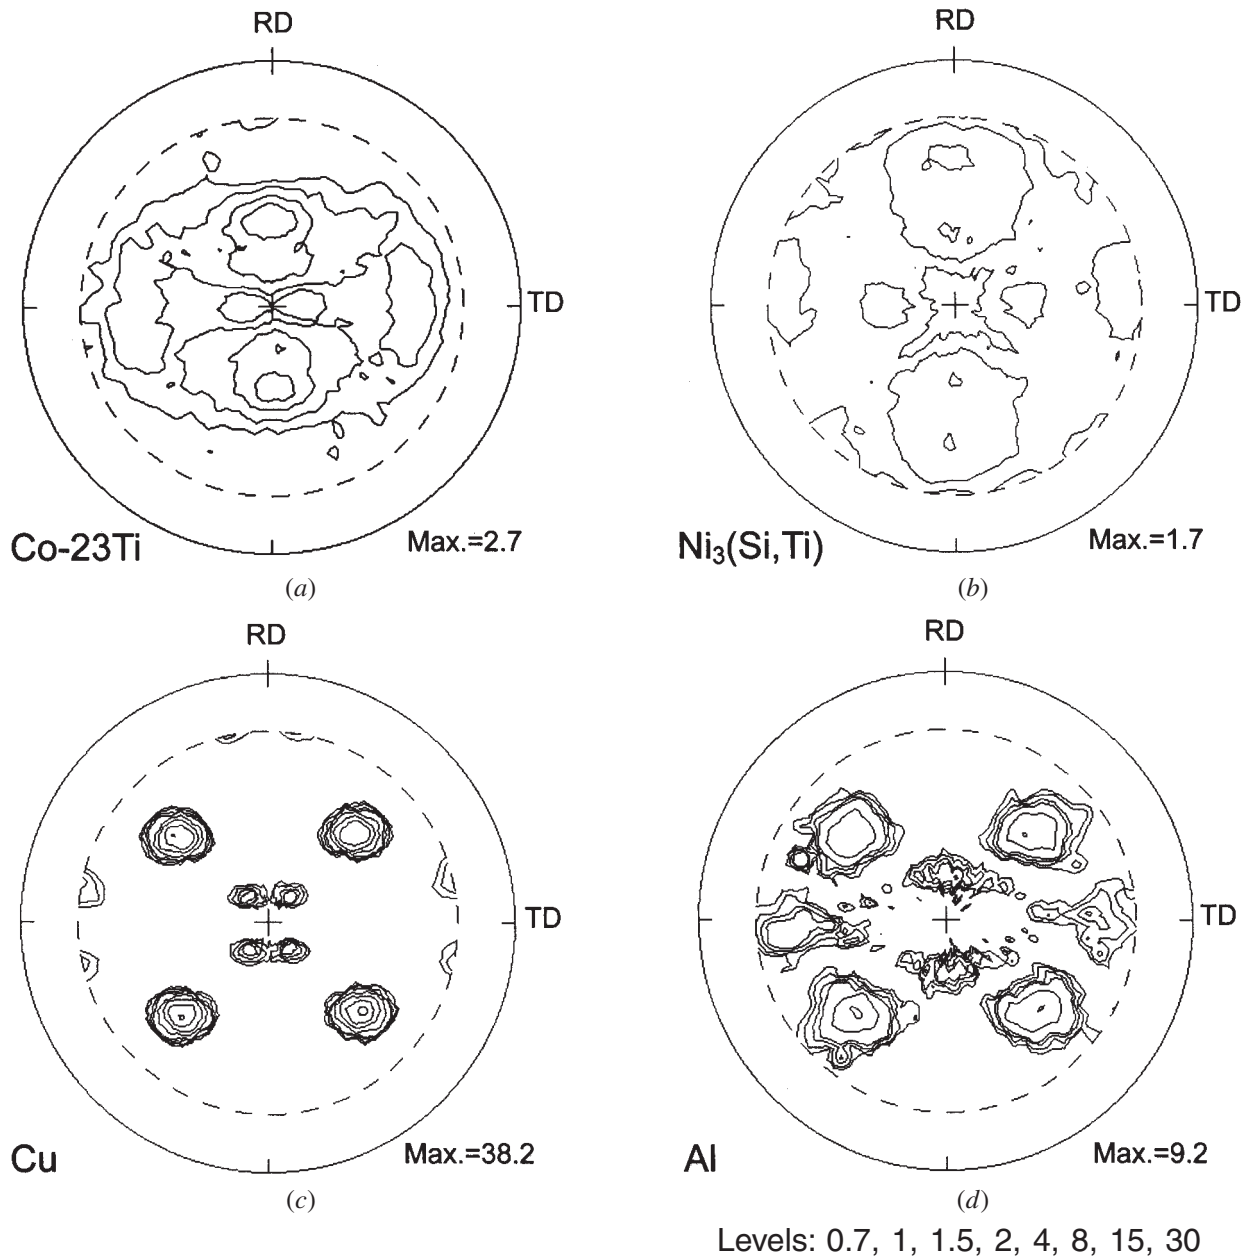 RD
RD
TD
TD
Co-23Ti
Max.=2.7
Ni₃(Si,Ti)
Max.=1.7
(a)
(b)
RD
RD
TD
TD
Cu
Max.=38.2
Al
Max.=9.2
(c)
(d)
Levels: 0.7, 1, 1.5, 2, 4, 8, 15, 30